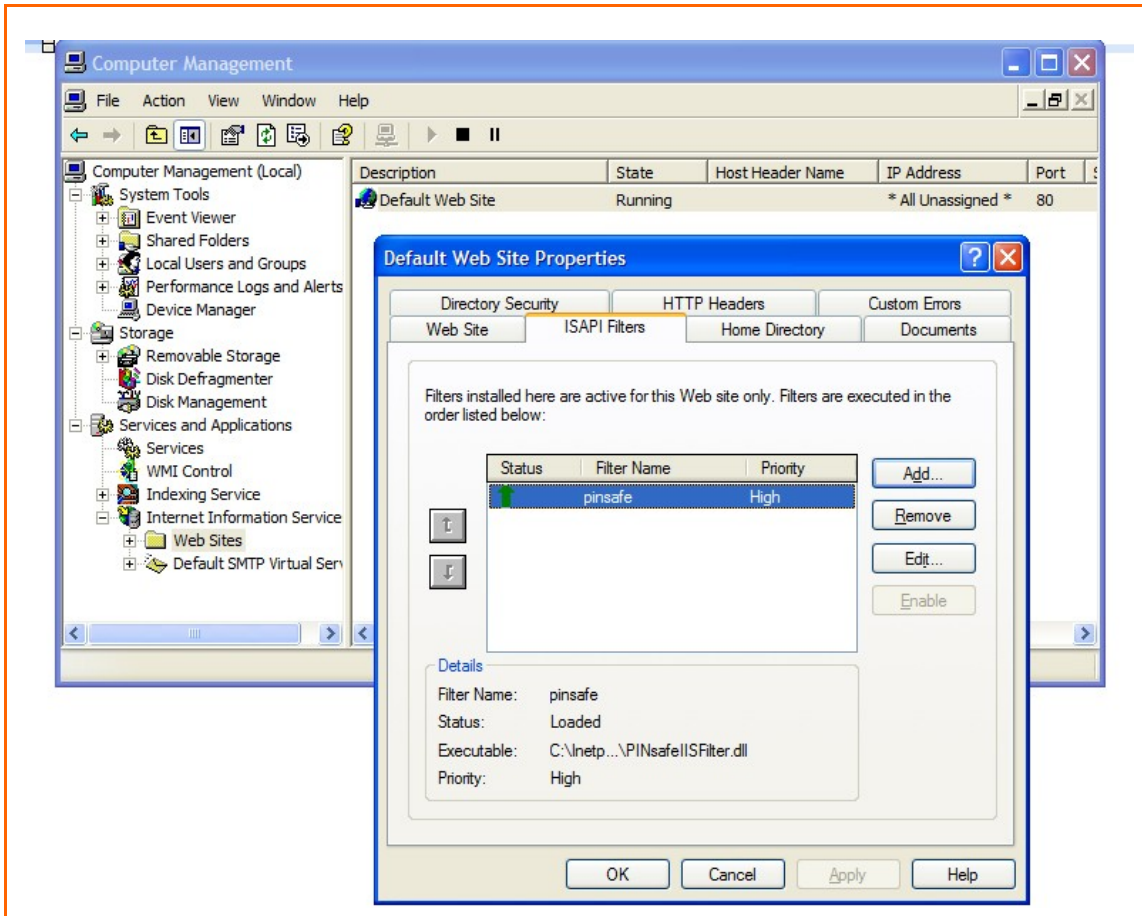 Computer Management
File Action View Window Help
Computer Management (Local)
System Tools
Event Viewer
Shared Folders
Local Users and Groups
Performance Logs and Alerts
Device Manager
Storage
Removable Storage
Disk Defragmenter
Disk Management
Services and Applications
Services
WMI Control
Indexing Service
Internet Information Service
Web Sites
Default SMTP Virtual Serv
Description State Host Header Name IP Address Port
Default Web Site Running * All Unassigned * 80
Default Web Site Properties
Directory Security HTTP Headers Custom Errors
Web Site ISAPI Filters Home Directory Documents
Filters installed here are active for this Web site only. Filters are executed in the
order listed below:
Status Filter Name Priority
pinsafe High
Add...
Remove
Edit...
Enable
Details
Filter Name: pinsafe
Status: Loaded
Executable: C:\Inetp...\PINsafeIISFilter.dll
Priority: High
OK Cancel Apply Help